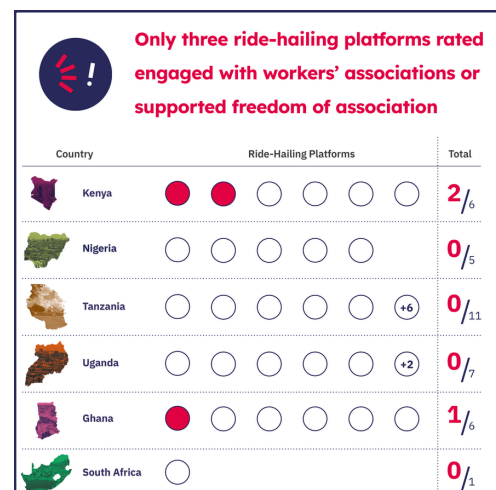 !
Only three ride-hailing platforms rated
engaged with workers' associations or
supported freedom of association
Country Ride-Hailing Platforms Total
Kenya 2/6
Nigeria 0/5
Tanzania +6 0/11
Uganda +2 0/7
Ghana 1/6
South Africa 0/1